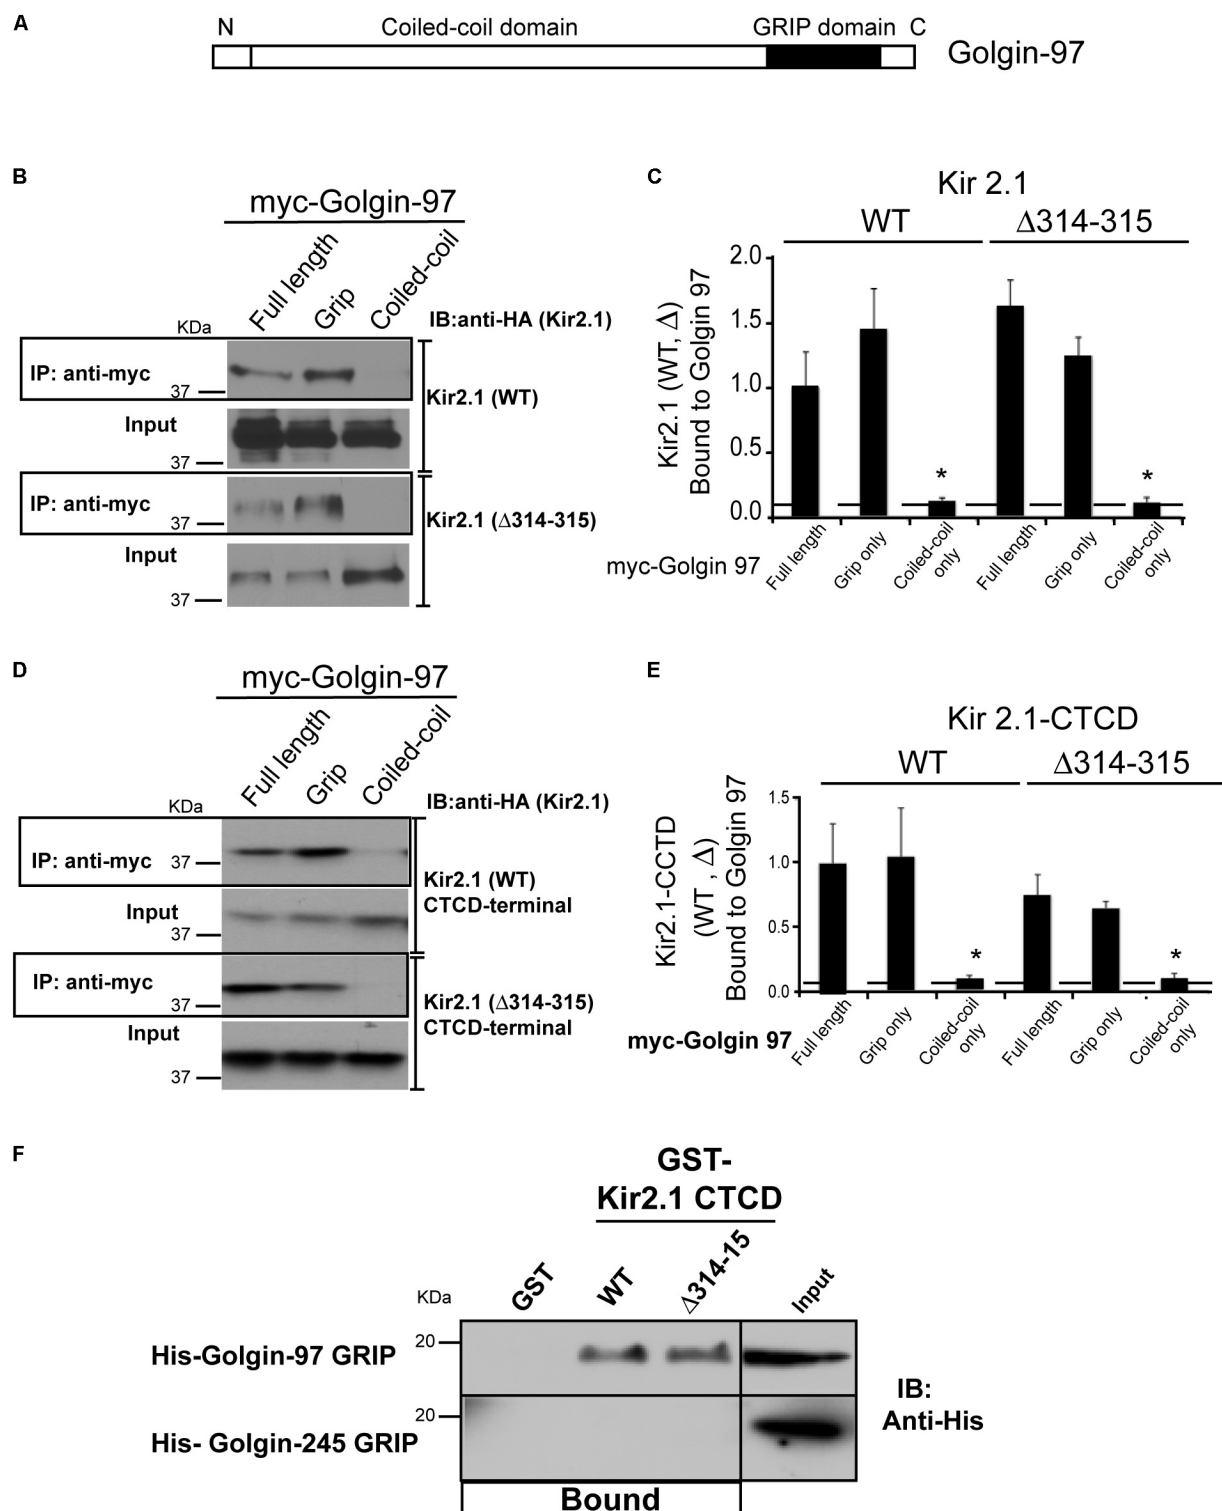 A
N Coiled-coil domain GRIP domain C
Golgin-97
B
myc-Golgin-97
Full length
Grip
Coiled-coil
KDa
IB:anti-HA (Kir2.1)
IP: anti-myc
37
Kir2.1 (WT)
Input
37
IP: anti-myc
37
Kir2.1 (Δ314-315)
Input
37
C
Kir 2.1
WT
Δ314-315
Kir2.1 (WT, Δ)
Bound to Golgin 97
2.0
1.5
1.0
0.5
0.0
*
*
myc-Golgin 97
Full length
Grip only
Coiled-coil
only
Full length
Grip only
Coiled-coil
only
D
myc-Golgin-97
Full length
Grip
Coiled-coil
KDa
IB:anti-HA (Kir2.1)
IP: anti-myc
37
Kir2.1 (WT)
CTCD-terminal
Input
37
IP: anti-myc
37
Kir2.1 (Δ314-315)
CTCD-terminal
Input
37
E
Kir 2.1-CTCD
WT
Δ314-315
Kir2.1-CCTD
(WT , Δ)
Bound to Golgin 97
1.5
1.0
0.5
0.0
*
*
myc-Golgin 97
Full length
Grip only
Coiled-coil
only
Full length
Grip only
Coiled-coil
only
F
GST-
Kir2.1 CTCD
KDa
GST
WT
Δ314-15
Input
20
His-Golgin-97 GRIP
20
His- Golgin-245 GRIP
IB:
Anti-His
Bound